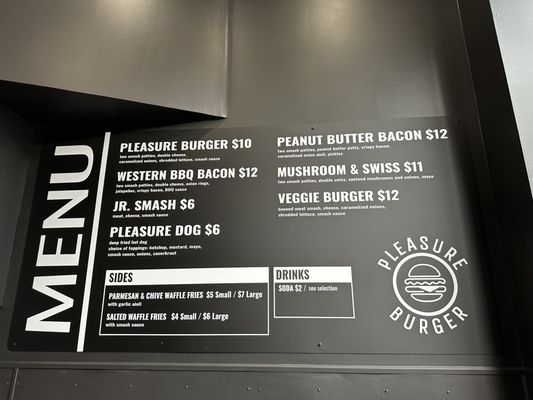 MENU
PLEASURE BURGER $10
two smash patties, double cheese,
caramelized onions, shredded lettuce, smash sauce
WESTERN BBQ BACON $12
two smash patties, double cheese, onion rings,
jalapeños, crispy bacon, BBQ sauce
JR. SMASH $6
meat, cheese, smash sauce
PLEASURE DOG $6
deep fried hot dog
choice of toppings: ketchup, mustard, mayo,
smash sauce, onions, sauerkraut
PEANUT BUTTER BACON $12
two smash patties, peanut butter patty, crispy bacon,
caramelized onion aioli, pickles
MUSHROOM & SWISS $11
two smash patties, double swiss, sauteed mushrooms and onions, mayo
VEGGIE BURGER $12
beyond meat smash, cheese, caramelized onions,
shredded lettuce, smash sauce
SIDES
PARMESAN & CHIVE WAFFLE FRIES $5 Small / $7 Large
with garlic aioli
SALTED WAFFLE FRIES $4 Small / $6 Large
with smash sauce
DRINKS
SODA $2 / see selection
PLEASURE
BURGER